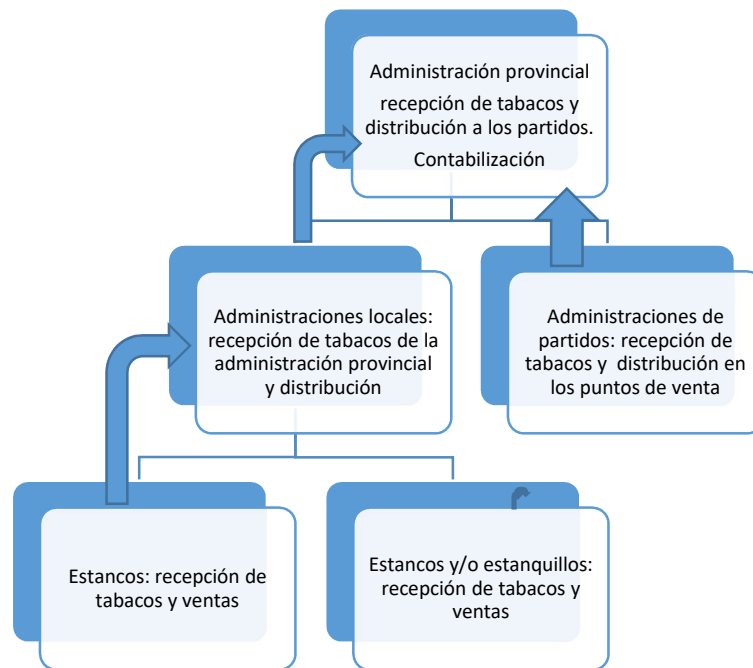 Administración provincial
recepción de tabacos y
distribución a los partidos.
Contabilización
Administraciones locales:
recepción de tabacos de la
administración provincial
y distribución
Administraciones de
partidos: recepción de
tabacos y distribución en
los puntos de venta
Estancos: recepción de
tabacos y ventas
Estancos y/o estanquillos:
recepción de tabacos y
ventas